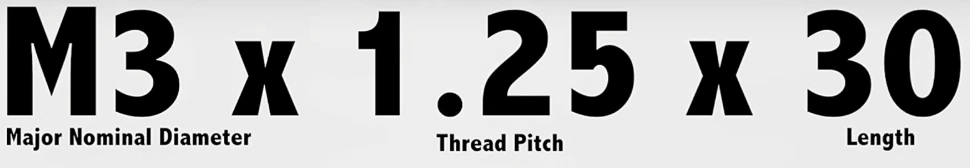 M3 x 1.25 x 30
Major Nominal Diameter
Thread Pitch
Length